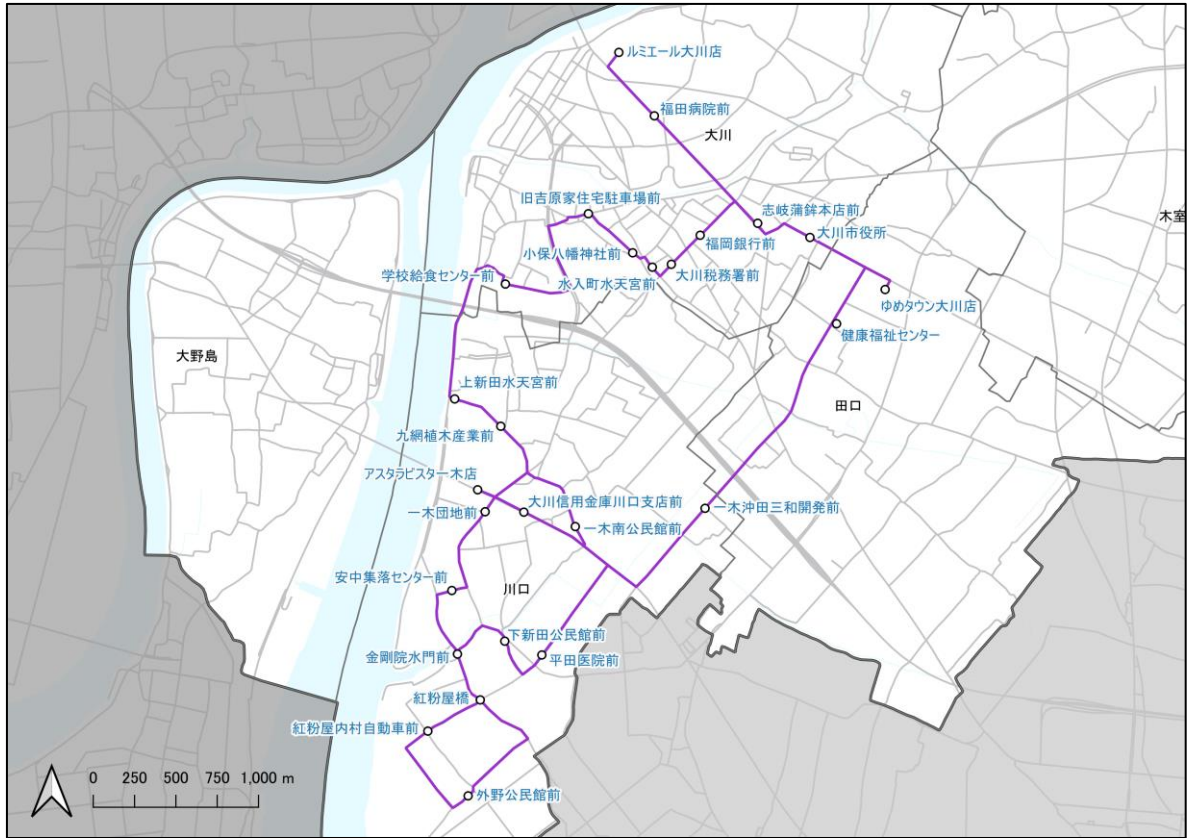 ルミエール大川店
福田病院前
大川
旧吉原家住宅駐車場前
志岐蒲鉾本店前
木室
大川市役所
福岡銀行前
小保八幡神社前
大川税務署前
学校給食センター前
水入町水天宮前
ゆめタウン大川店
健康福祉センター
大野島
上新田水天宮前
田口
九網植木産業前
アスタラビスタ一木店
大川信用金庫川口支店前
一木団地前
一木沖田三和開発前
一木南公民館前
安中集落センター前
川口
下新田公民館前
金剛院水門前
平田医院前
紅粉屋橋
紅粉屋内村自動車前
外野公民館前
0 250 500 750 1,000 m